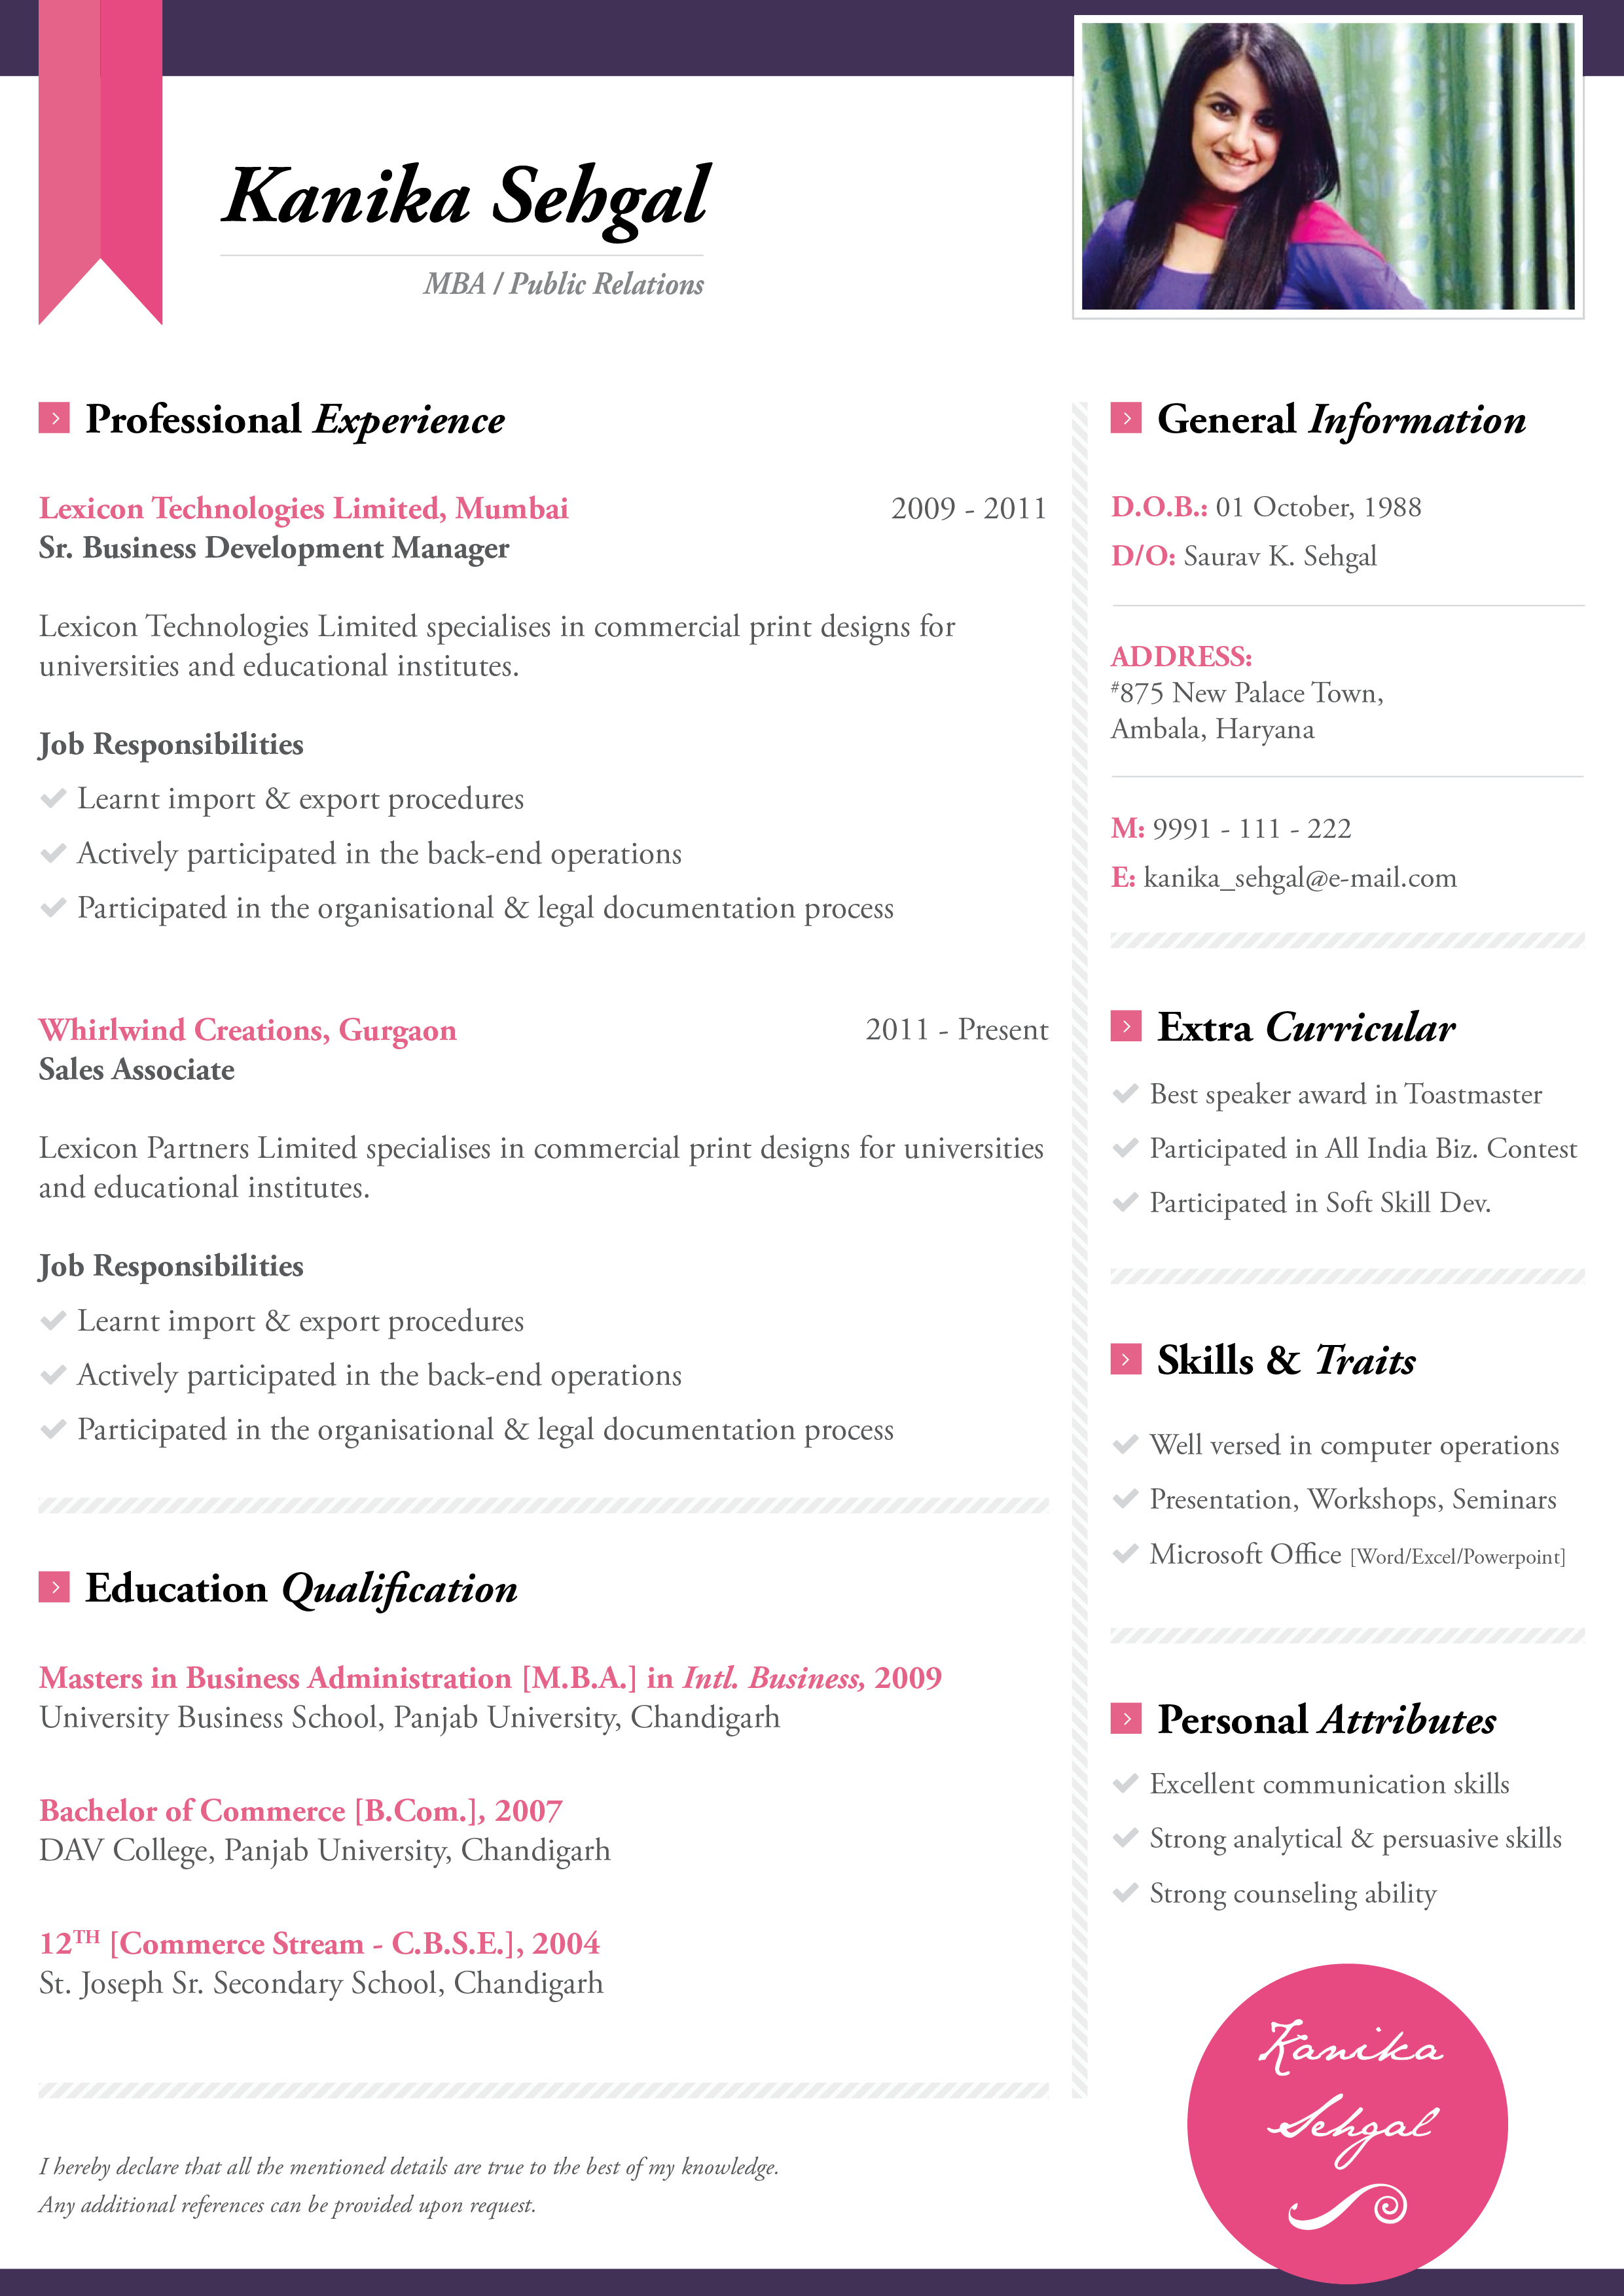 Kanika Sehgal
MBA / Public Relations
Professional Experience
Lexicon Technologies Limited, Mumbai 2009 - 2011
Sr. Business Development Manager
Lexicon Technologies Limited specialises in commercial print designs for
universities and educational institutes.
Job Responsibilities
Learnt import & export procedures
Actively participated in the back-end operations
Participated in the organisational & legal documentation process
Whirlwind Creations, Gurgaon 2011 - Present
Sales Associate
Lexicon Partners Limited specialises in commercial print designs for universities
and educational institutes.
Job Responsibilities
Learnt import & export procedures
Actively participated in the back-end operations
Participated in the organisational & legal documentation process
Education Qualification
Masters in Business Administration [M.B.A.] in Intl. Business, 2009
University Business School, Panjab University, Chandigarh
Bachelor of Commerce [B.Com.], 2007
DAV College, Panjab University, Chandigarh
12TH [Commerce Stream - C.B.S.E.], 2004
St. Joseph Sr. Secondary School, Chandigarh
I hereby declare that all the mentioned details are true to the best of my knowledge.
Any additional references can be provided upon request.
General Information
D.O.B.: 01 October, 1988
D/O: Saurav K. Sehgal
ADDRESS:
#875 New Palace Town,
Ambala, Haryana
M: 9991 - 111 - 222
E: kanika_sehgal@e-mail.com
Extra Curricular
Best speaker award in Toastmaster
Participated in All India Biz. Contest
Participated in Soft Skill Dev.
Skills & Traits
Well versed in computer operations
Presentation, Workshops, Seminars
Microsoft Office [Word/Excel/Powerpoint]
Personal Attributes
Excellent communication skills
Strong analytical & persuasive skills
Strong counseling ability
Kanika
Sehgal